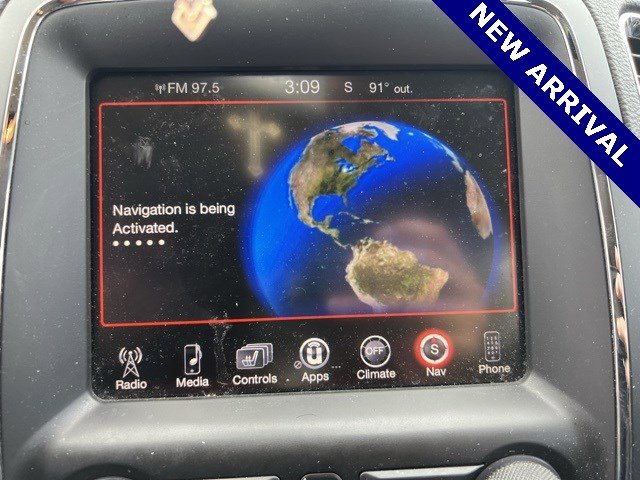 NEW ARRIVAL
FM 97.5 3:09 S 91° out.
Navigation is being
Activated.
Radio Media Controls Apps OFF Climate S Nav Phone